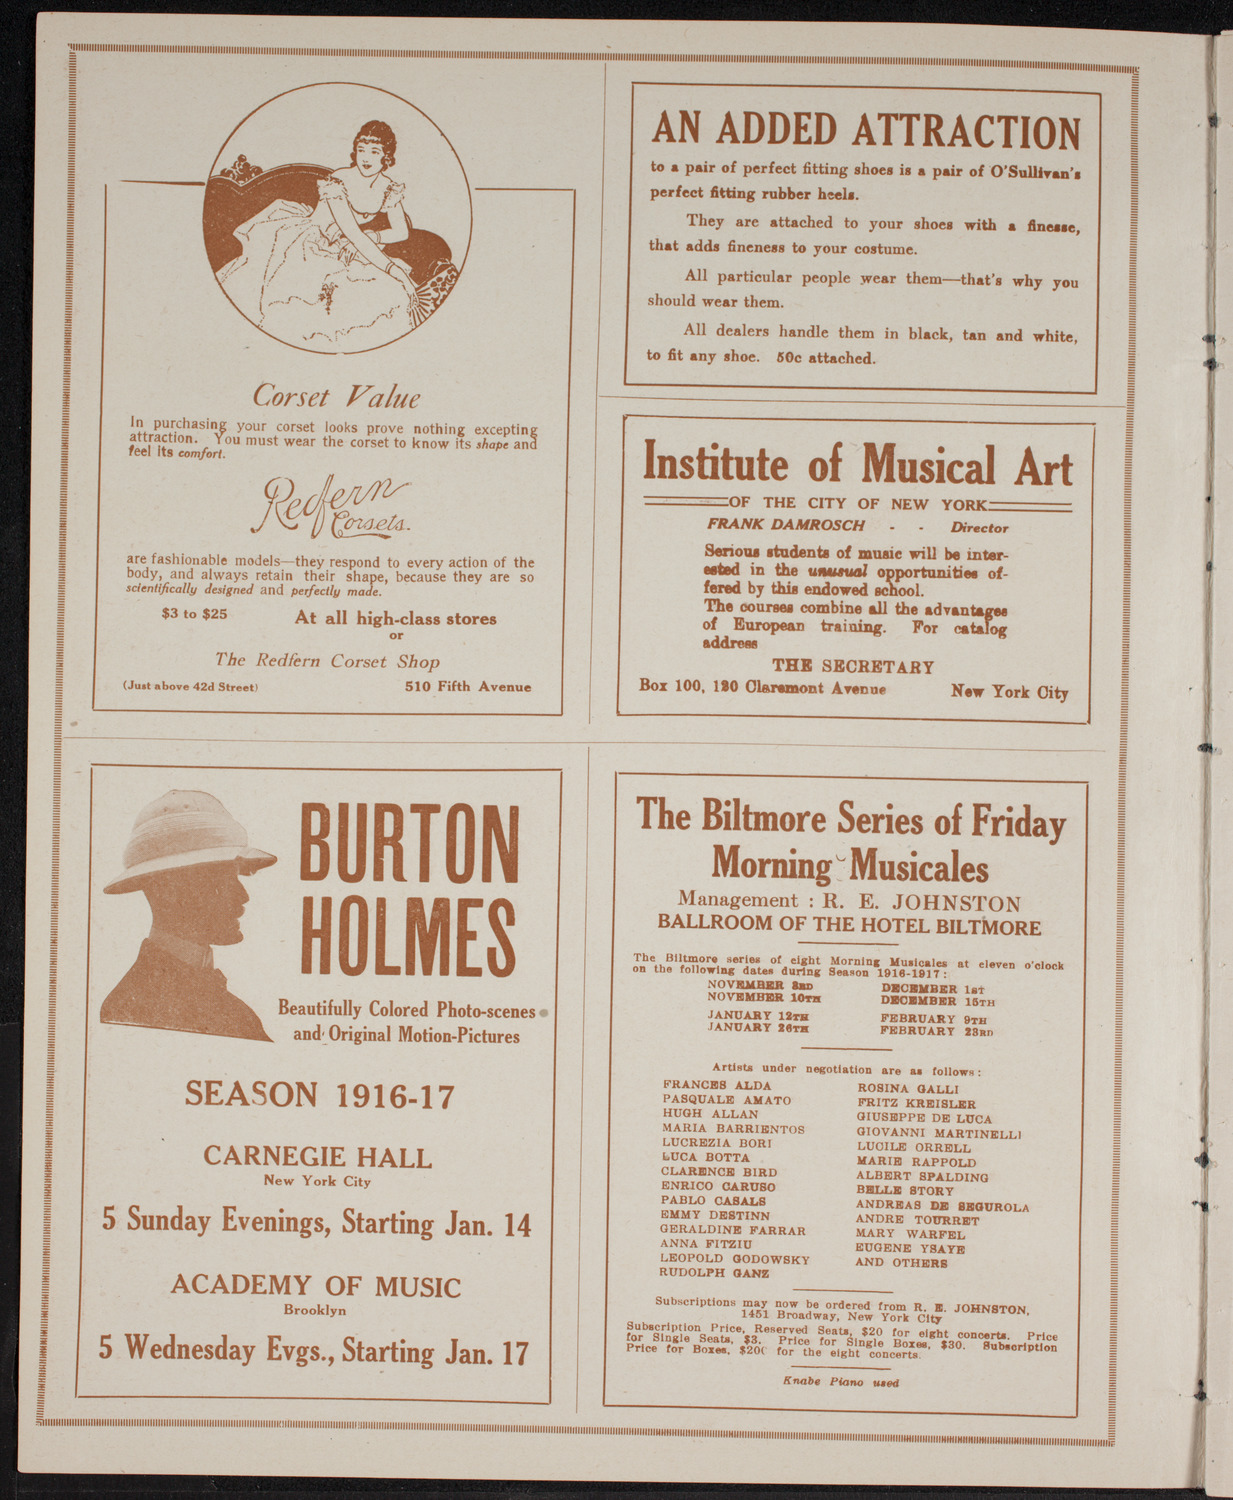 Corset Value
In purchasing your corset looks prove nothing excepting
attraction. You must wear the corset to know its shape and
feel its comfort.
Redfern
Corsets.
are fashionable models—they respond to every action of the
body, and always retain their shape, because they are so
scientifically designed and perfectly made.
$3 to $25 At all high-class stores
or
The Redfern Corset Shop
(Just above 42d Street) 510 Fifth Avenue
AN ADDED ATTRACTION
to a pair of perfect fitting shoes is a pair of O'Sullivan's
perfect fitting rubber heels.
They are attached to your shoes with a finesse,
that adds fineness to your costume.
All particular people wear them—that's why you
should wear them.
All dealers handle them in black, tan and white,
to fit any shoe. 50c attached.
Institute of Musical Art
OF THE CITY OF NEW YORK
FRANK DAMROSCH - - Director
Serious students of music will be inter-
ested in the unusual opportunities of-
fered by this endowed school.
The courses combine all the advantages
of European training. For catalog
address
THE SECRETARY
Box 100, 120 Claremont Avenue New York City
BURTON
HOLMES
Beautifully Colored Photo-scenes
and Original Motion-Pictures
SEASON 1916-17
CARNEGIE HALL
New York City
5 Sunday Evenings, Starting Jan. 14
ACADEMY OF MUSIC
Brooklyn
5 Wednesday Evgs., Starting Jan. 17
The Biltmore Series of Friday
Morning Musicales
Management : R. E. JOHNSTON
BALLROOM OF THE HOTEL BILTMORE
The Biltmore series of eight Morning Musicales at eleven o'clock
on the following dates during Season 1916-1917:
NOVEMBER 3RD DECEMBER 1st
NOVEMBER 10TH DECEMBER 15TH
JANUARY 12TH FEBRUARY 9TH
JANUARY 26TH FEBRUARY 23RD
Artists under negotiation are as follows:
FRANCES ALDA ROSINA GALLI
PASQUALE AMATO FRITZ KREISLER
HUGH ALLAN GIUSEPPE DE LUCA
MARIA BARRIENTOS GIOVANNI MARTINELLI
LUCREZIA BORI LUCILE ORRELL
LUCA BOTTA MARIE RAPPOLD
CLARENCE BIRD ALBERT SPALDING
ENRICO CARUSO BELLE STORY
PABLO CASALS ANDREAS DE SEGUROLA
EMMY DESTINN ANDRE TOURRET
GERALDINE FARRAR MARY WARFEL
ANNA FITZIU EUGENE YSAYE
LEOPOLD GODOWSKY AND OTHERS
RUDOLPH GANZ
Subscriptions may now be ordered from R. E. JOHNSTON,
1451 Broadway, New York City
Subscription Price, Reserved Seats, $20 for eight concerts. Price
for Single Seats, $3. Price for Single Boxes, $30. Subscription
Price for Boxes, $200 for the eight concerts.
Knabe Piano used